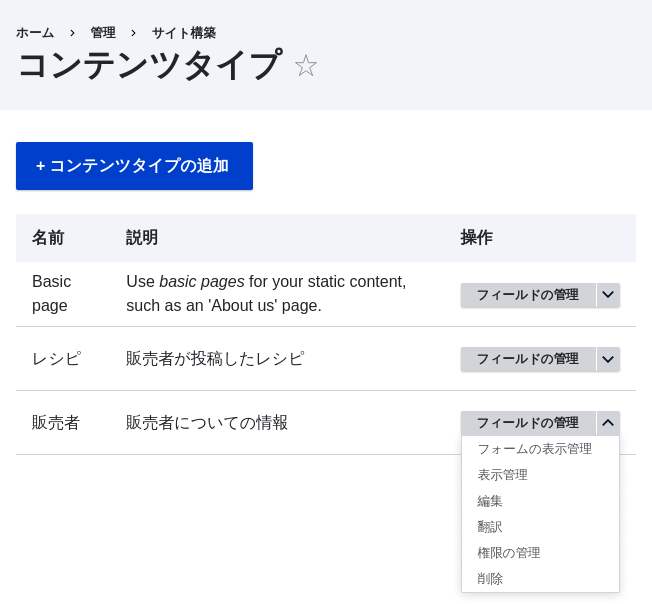 ホーム › 管理 › サイト構築
コンテンツタイプ ☆
+ コンテンツタイプの追加
名前 説明 操作
Basic page
Use basic pages for your static content,
such as an 'About us' page.
フィールドの管理
レシピ 販売者が投稿したレシピ フィールドの管理
販売者 販売者についての情報 フィールドの管理
フォームの表示管理
表示管理
編集
翻訳
権限の管理
削除